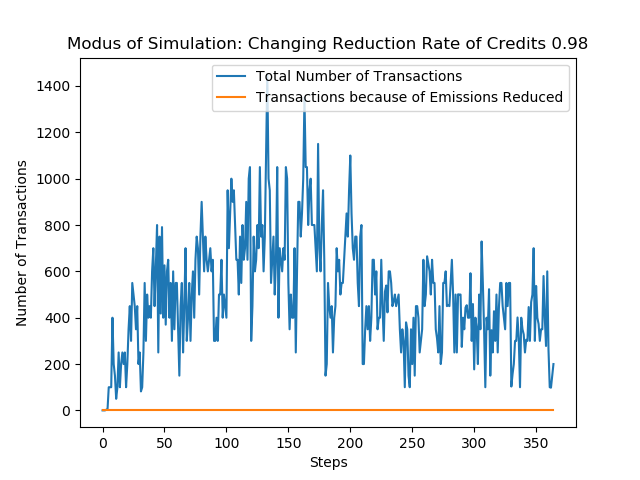 Modus of Simulation: Changing Reduction Rate of Credits 0.98
Total Number of Transactions
Transactions because of Emissions Reduced
Number of Transactions
1400
1200
1000
800
600
400
200
0
0 50 100 150 200 250 300 350
Steps